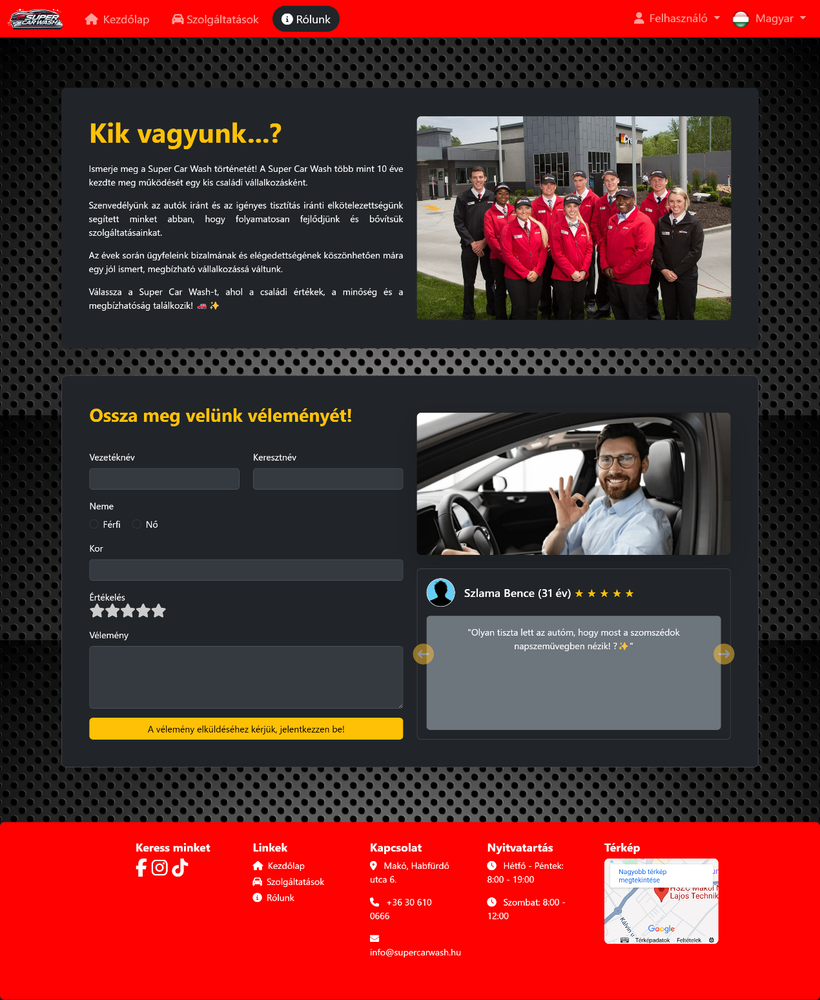 SUPER
CAR WASH
Kezdőlap
Szolgáltatások
Rólunk
Felhasználó
Magyar
Kik vagyunk...?
Ismerje meg a Super Car Wash történetét! A Super Car Wash több mint 10 éve
kezdte meg működését egy kis családi vállalkozásként.
Szenvedélyünk az autók iránt és az igényes tisztítás iránti elkötelezettségünk
segített minket abban, hogy folyamatosan fejlődjünk és bővítsük
szolgáltatásainkat.
Az évek során ügyfeleink bizalmának és elégedettségének köszönhetően mára
egy jól ismert, megbízható vállalkozássá váltunk.
Válassza a Super Car Wash-t, ahol a családi értékek, a minőség és a
megbízhatóság találkozik! 🚗✨
Crew
Ossza meg velünk véleményét!
Vezetéknév
Keresztnév
Neme
Férfi
Nő
Kor
Értékelés
Vélemény
A vélemény elküldéséhez kérjük, jelentkezzen be!
Szlama Bence (31 év) ★ ★ ★ ★ ★
"Olyan tiszta lett az autóm, hogy most a szomszédok
napszemüvegben nézik! ?✨"
Keress minket
Linkek
Kezdőlap
Szolgáltatások
Rólunk
Kapcsolat
Makó, Habfürdő
utca 6.
+36 30 610
0666
info@supercarwash.hu
Nyitvatartás
Hétfő - Péntek:
8:00 - 19:00
Szombat: 8:00 -
12:00
Térkép
Nagyobb térkép
megtekintése
HSZC Makói N
Lajos Technik
Kálvin u
Google
Térképadatok
Feltételek